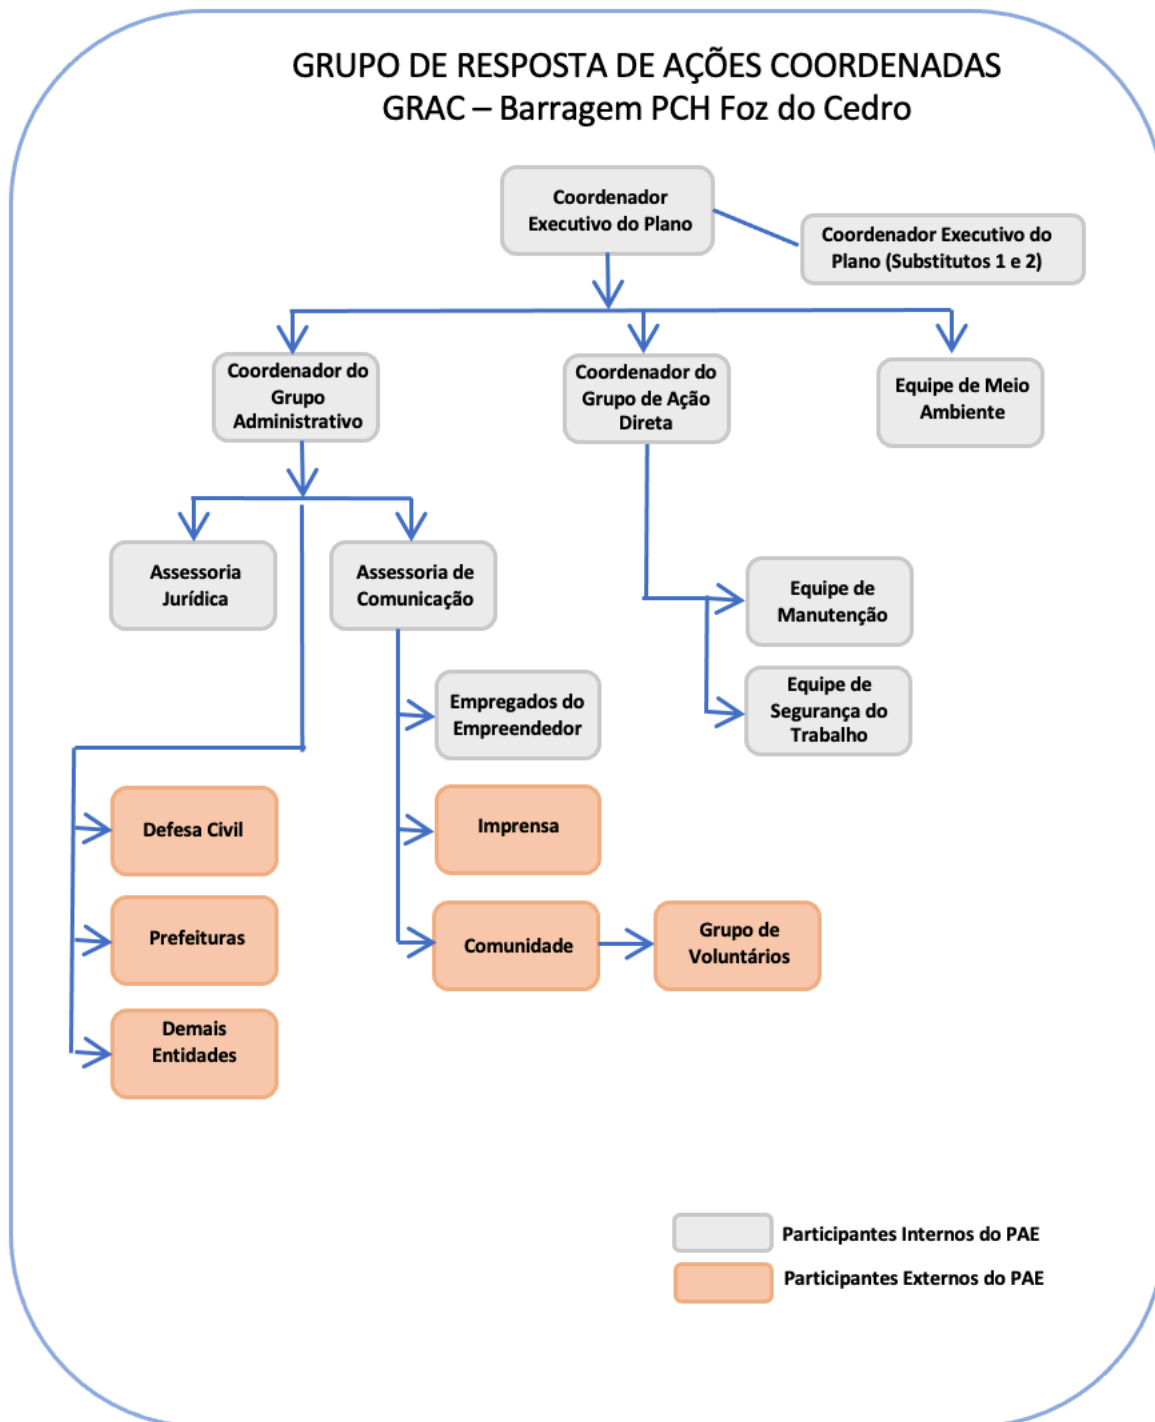 GRUPO DE RESPOSTA DE AÇÕES COORDENADAS
GRAC – Barragem PCH Foz do Cedro
Coordenador
Executivo do Plano
Coordenador Executivo do
Plano (Substitutos 1 e 2)
Coordenador do
Grupo
Administrativo
Coordenador do
Grupo de Ação
Direta
Equipe de Meio
Ambiente
Assessoria
Jurídica
Assessoria de
Comunicação
Equipe de
Manutenção
Empregados do
Empreendedor
Equipe de
Segurança do
Trabalho
Defesa Civil
Imprensa
Prefeituras
Comunidade
Grupo de
Voluntários
Demais
Entidades
Participantes Internos do PAE
Participantes Externos do PAE